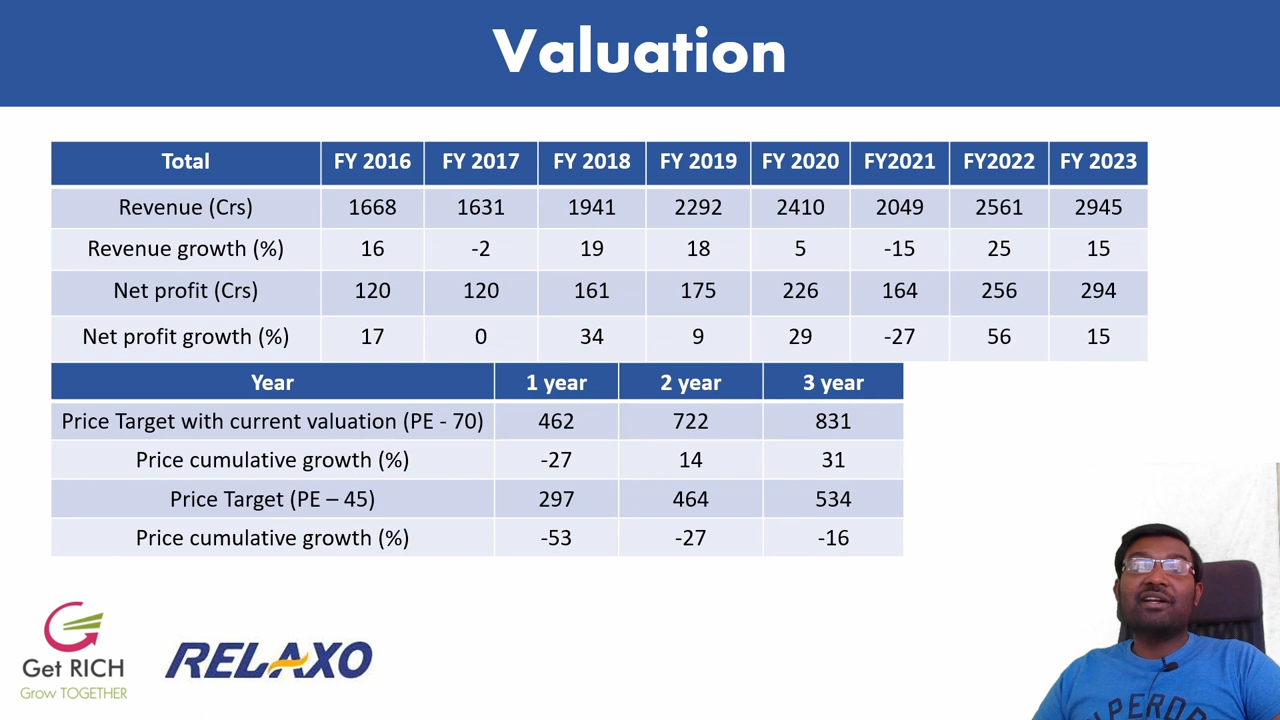 Valuation
Total FY 2016 FY 2017 FY 2018 FY 2019 FY 2020 FY2021 FY2022 FY 2023
Revenue (Crs) 1668 1631 1941 2292 2410 2049 2561 2945
Revenue growth (%) 16 -2 19 18 5 -15 25 15
Net profit (Crs) 120 120 161 175 226 164 256 294
Net profit growth (%) 17 0 34 9 29 -27 56 15
Year 1 year 2 year 3 year
Price Target with current valuation (PE - 70) 462 722 831
Price cumulative growth (%) -27 14 31
Price Target (PE – 45) 297 464 534
Price cumulative growth (%) -53 -27 -16
Get RICH
Grow TOGETHER
RELAXO